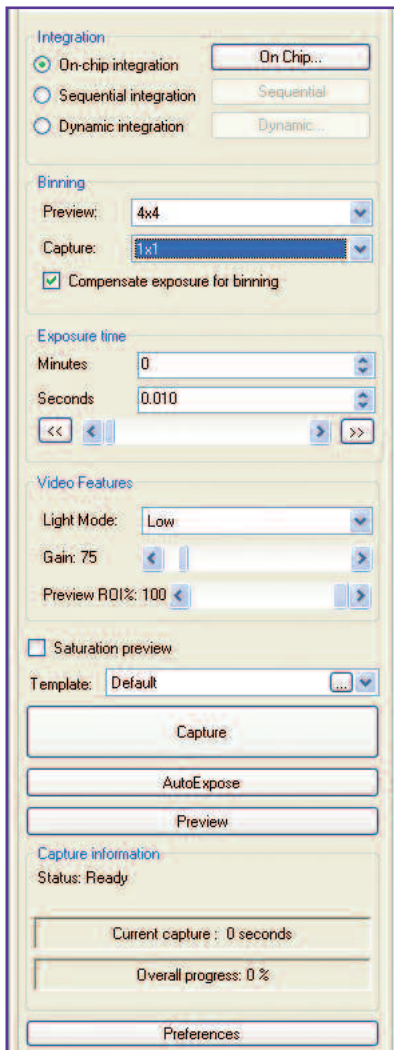 Integration
On-chip integration
On Chip...
Sequential integration
Sequential
Dynamic integration
Dynamic...
Binning
Preview: 4x4
Capture: 1x1
Compensate exposure for binning
Exposure time
Minutes 0
Seconds 0.010
<< >>
Video Features
Light Mode: Low
Gain: 75
Preview ROI%: 100
Saturation preview
Template: Default ...
Capture
AutoExpose
Preview
Capture information
Status: Ready
Current capture : 0 seconds
Overall progress: 0 %
Preferences